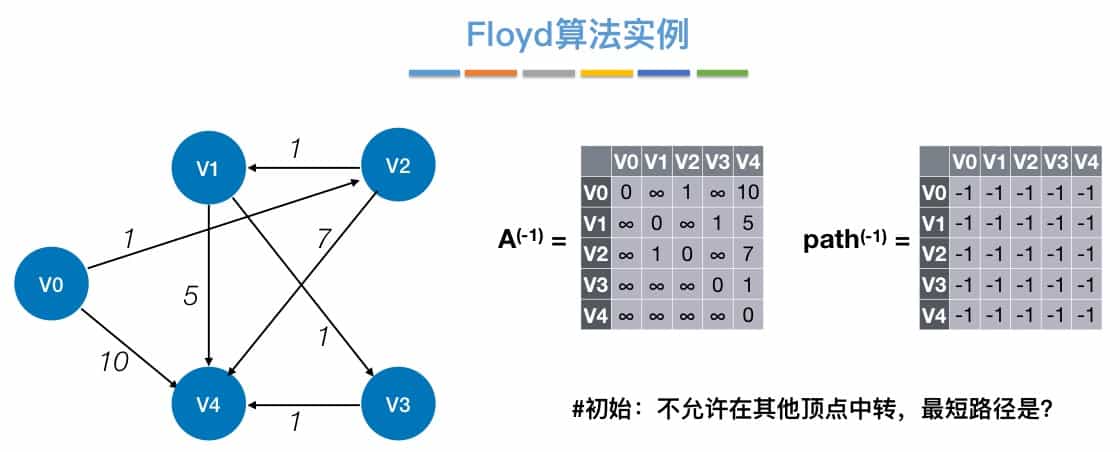 Floyd算法实例
V1
1
V2
1
7
V0
5
10
1
V4
1
V3
A(-1) =
V0 V1 V2 V3 V4
V0 0 ∞ 1 ∞ 10
V1 ∞ 0 ∞ 1 5
V2 ∞ 1 0 ∞ 7
V3 ∞ ∞ ∞ 0 1
V4 ∞ ∞ ∞ ∞ 0
path(-1) =
V0 V1 V2 V3 V4
V0 -1 -1 -1 -1 -1
V1 -1 -1 -1 -1 -1
V2 -1 -1 -1 -1 -1
V3 -1 -1 -1 -1 -1
V4 -1 -1 -1 -1 -1
#初始：不允许在其他顶点中转，最短路径是？